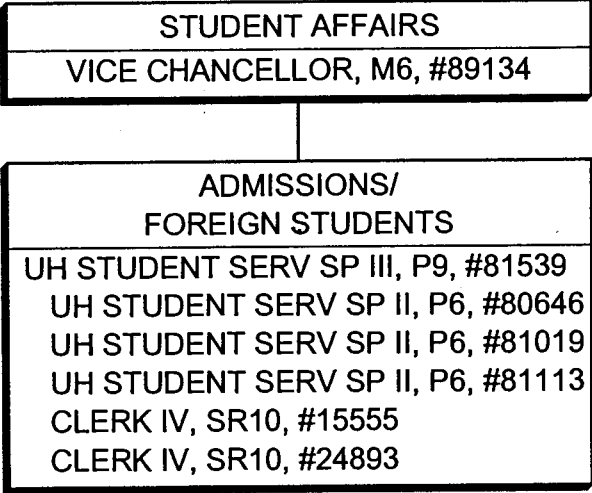 STUDENT AFFAIRS
VICE CHANCELLOR, M6, #89134
ADMISSIONS/
FOREIGN STUDENTS
UH STUDENT SERV SP III, P9, #81539
UH STUDENT SERV SP II, P6, #80646
UH STUDENT SERV SP II, P6, #81019
UH STUDENT SERV SP II, P6, #81113
CLERK IV, SR10, #15555
CLERK IV, SR10, #24893